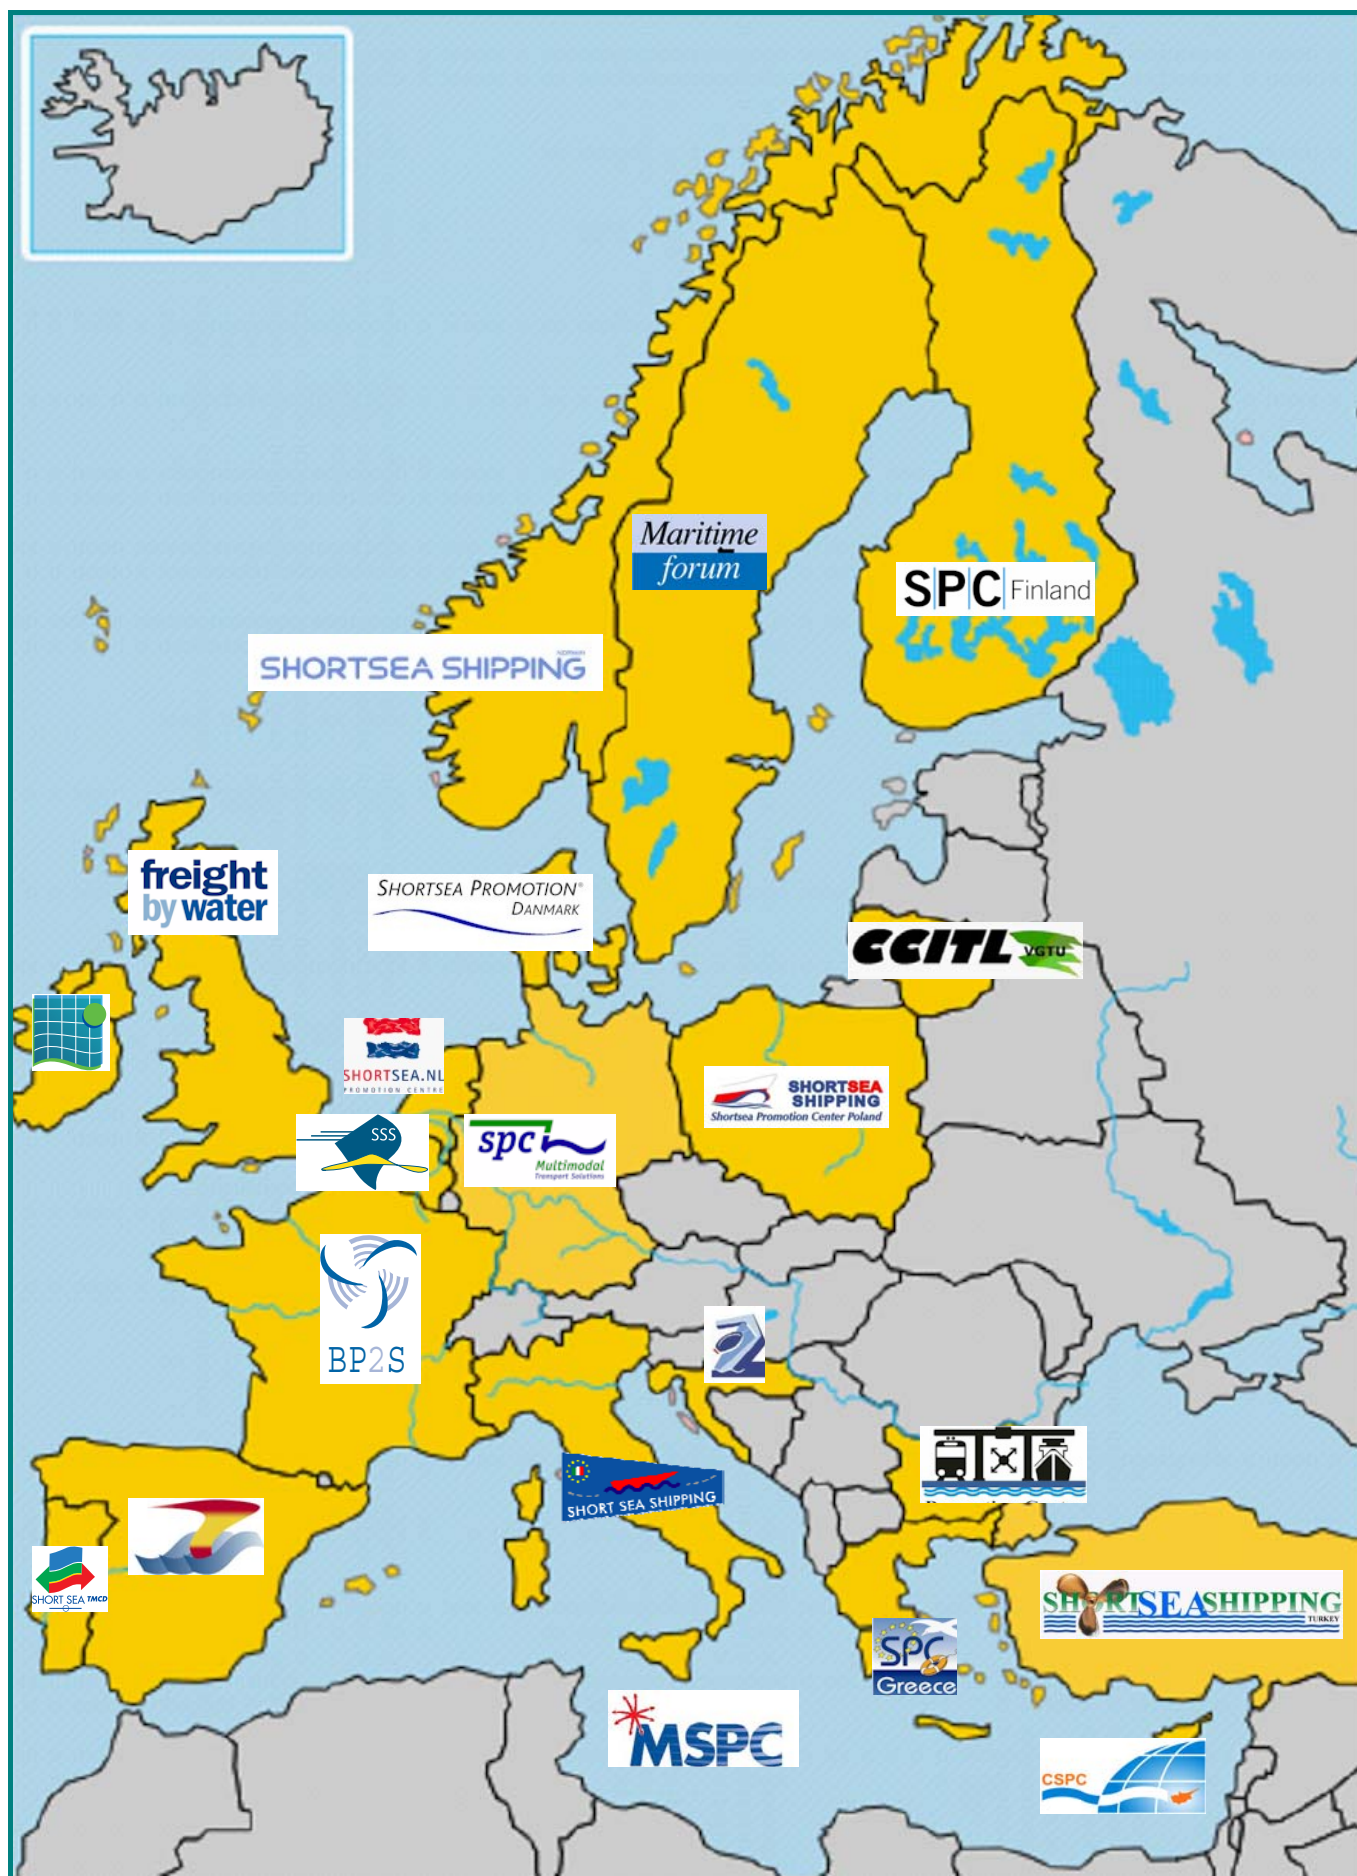 Maritime
forum
S|P|C| Finland
SHORTSEA SHIPPING
freight
by water
SHORTSEA PROMOTION®
DANMARK
CCITL VGTU
SHORTSEA.NL
PROMOTION CENTRE
SHORTSEA
SHIPPING
Shortsea Promotion Center Poland
SSS
spc
Multimodal
Transport Solutions
BP2S
SHORT SEA SHIPPING
SHORT SEA TMCD
SHORTSEASHIPPING
TURKEY
SPC
Greece
MSPC
CSPC